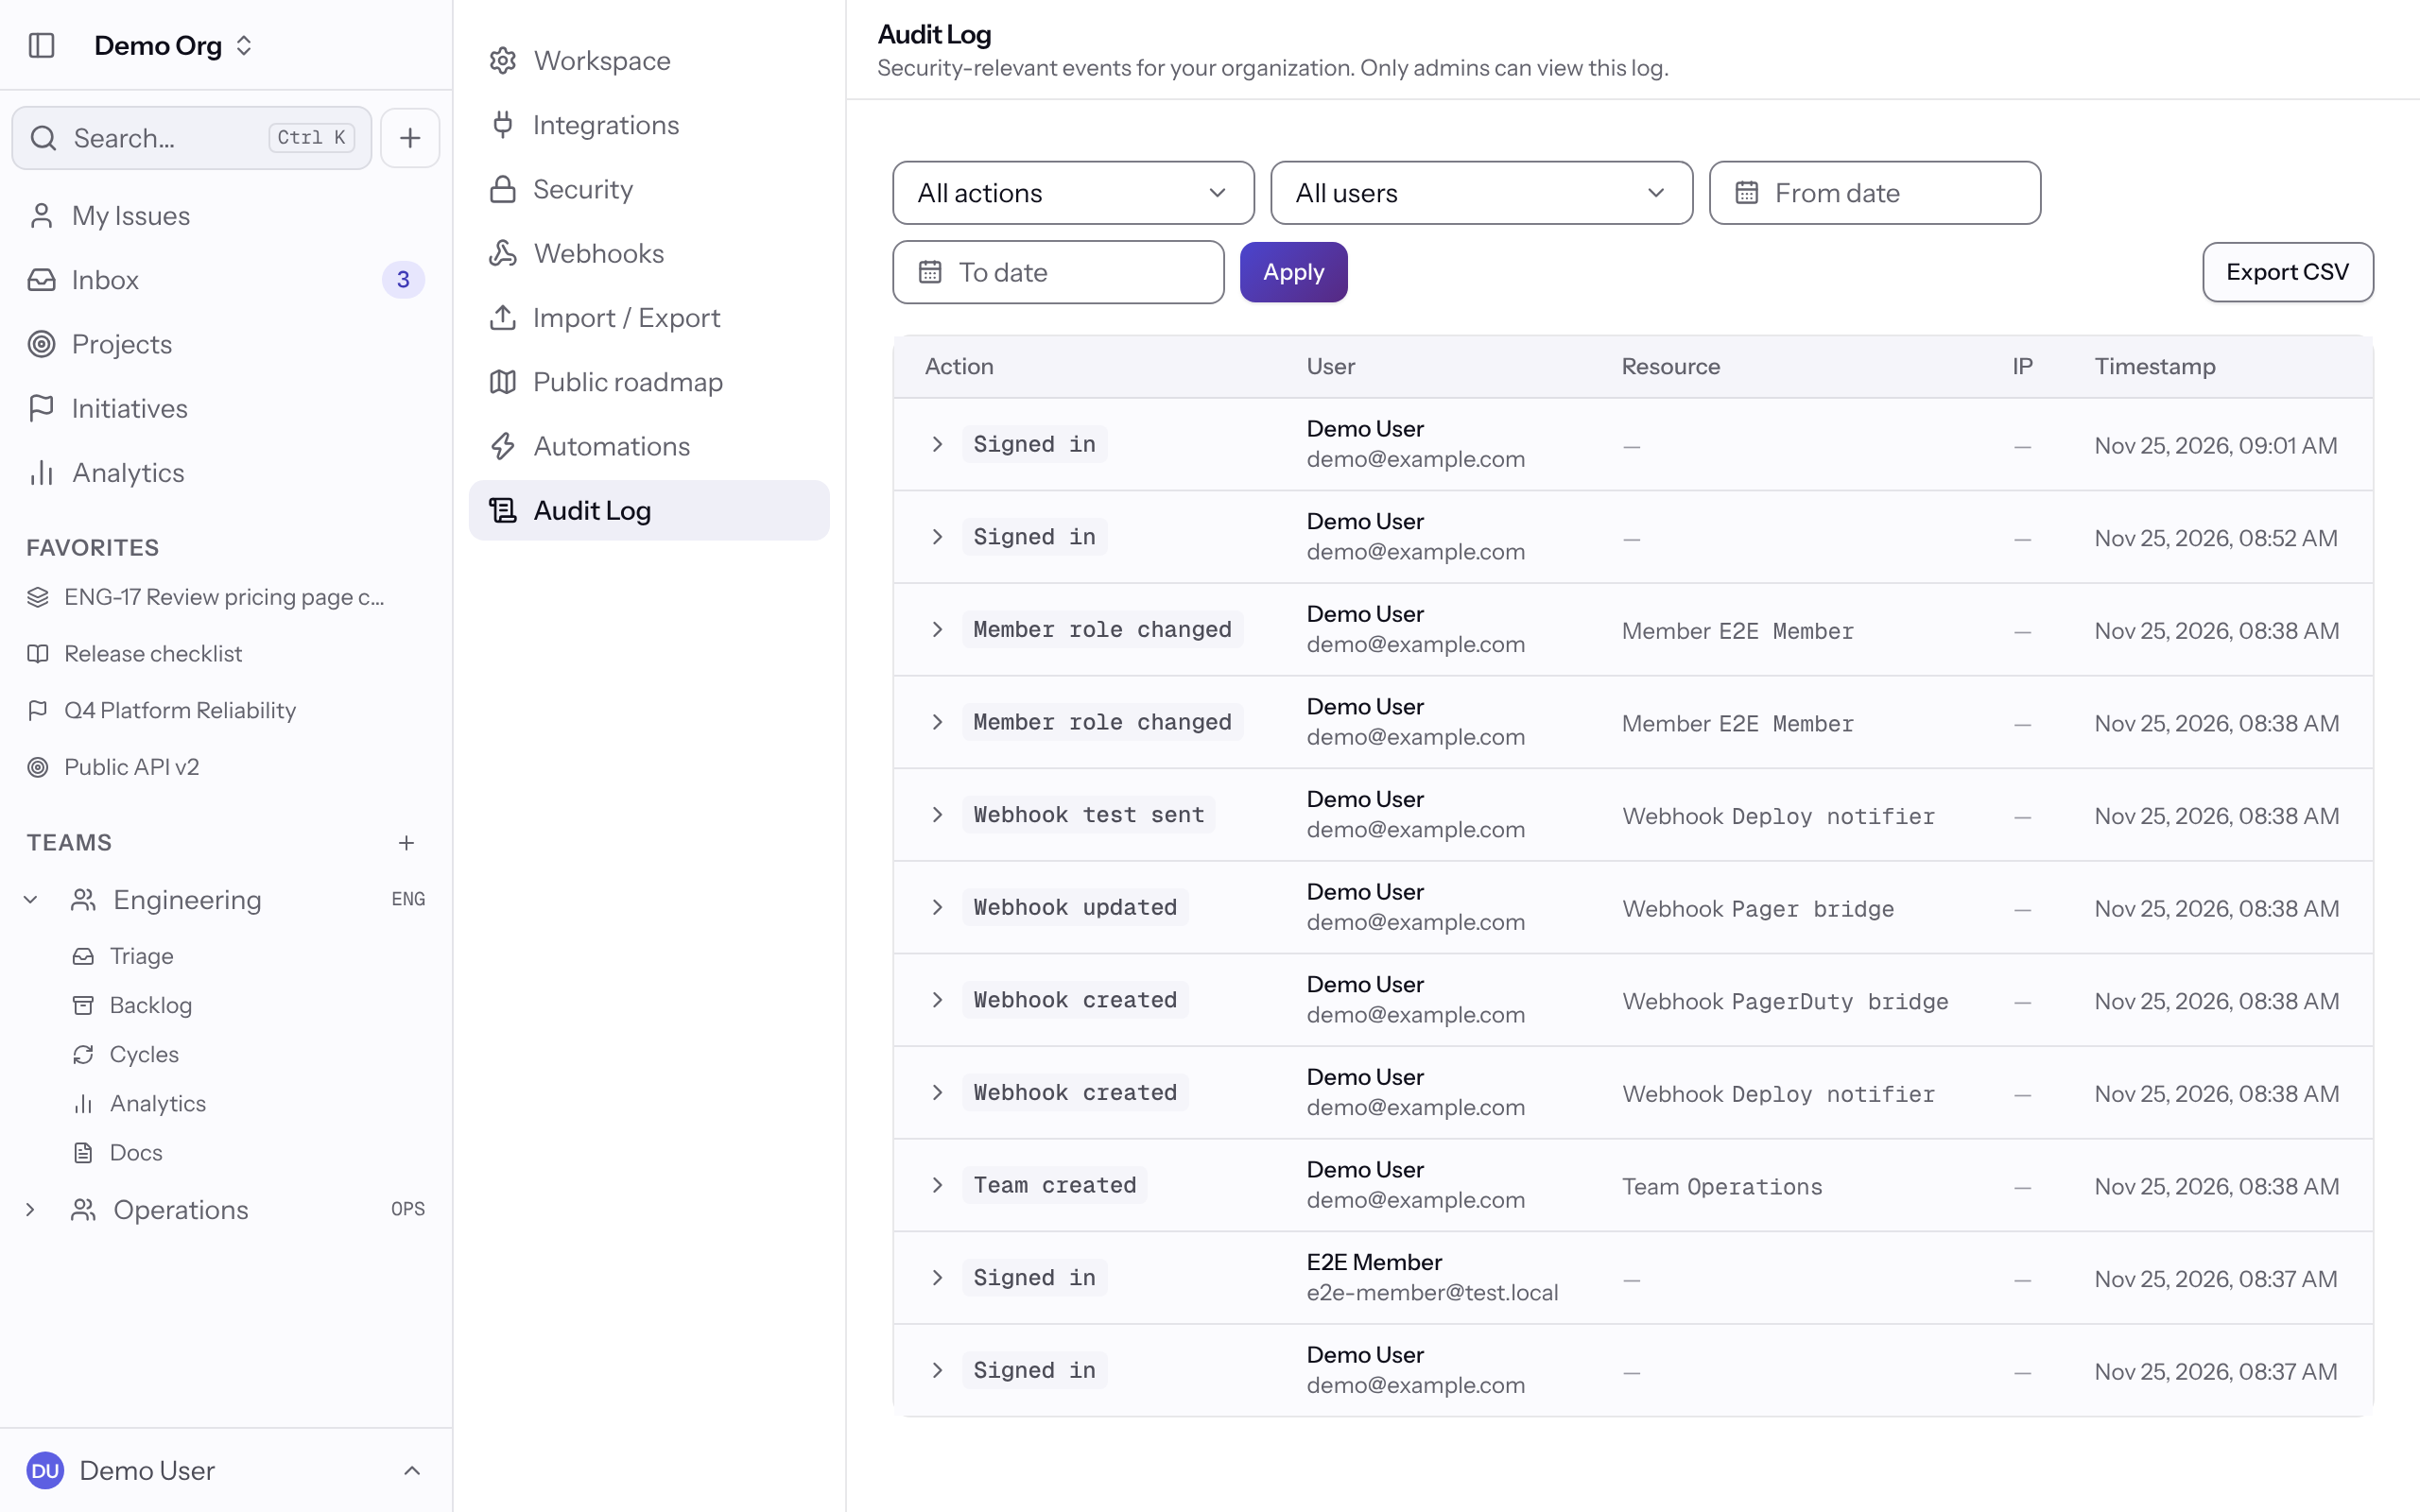 Demo Org
Search...
Ctrl K
My Issues
Inbox
3
Projects
Initiatives
Analytics
FAVORITES
ENG-17 Review pricing page c...
Release checklist
Q4 Platform Reliability
Public API v2
TEAMS
Engineering
ENG
Triage
Backlog
Cycles
Analytics
Docs
Operations
OPS
DU
Demo User
Workspace
Integrations
Security
Webhooks
Import / Export
Public roadmap
Automations
Audit Log
Audit Log
Security-relevant events for your organization. Only admins can view this log.
All actions
All users
From date
To date
Apply
Export CSV
Action User Resource IP Timestamp
Signed in
Demo User
demo@example.com
— — Nov 25, 2026, 09:01 AM
Signed in
Demo User
demo@example.com
— — Nov 25, 2026, 08:52 AM
Member role changed
Demo User
demo@example.com
Member E2E Member — Nov 25, 2026, 08:38 AM
Member role changed
Demo User
demo@example.com
Member E2E Member — Nov 25, 2026, 08:38 AM
Webhook test sent
Demo User
demo@example.com
Webhook Deploy notifier — Nov 25, 2026, 08:38 AM
Webhook updated
Demo User
demo@example.com
Webhook Pager bridge — Nov 25, 2026, 08:38 AM
Webhook created
Demo User
demo@example.com
Webhook PagerDuty bridge — Nov 25, 2026, 08:38 AM
Webhook created
Demo User
demo@example.com
Webhook Deploy notifier — Nov 25, 2026, 08:38 AM
Team created
Demo User
demo@example.com
Team Operations — Nov 25, 2026, 08:38 AM
Signed in
E2E Member
e2e-member@test.local
— — Nov 25, 2026, 08:37 AM
Signed in
Demo User
demo@example.com
— — Nov 25, 2026, 08:37 AM